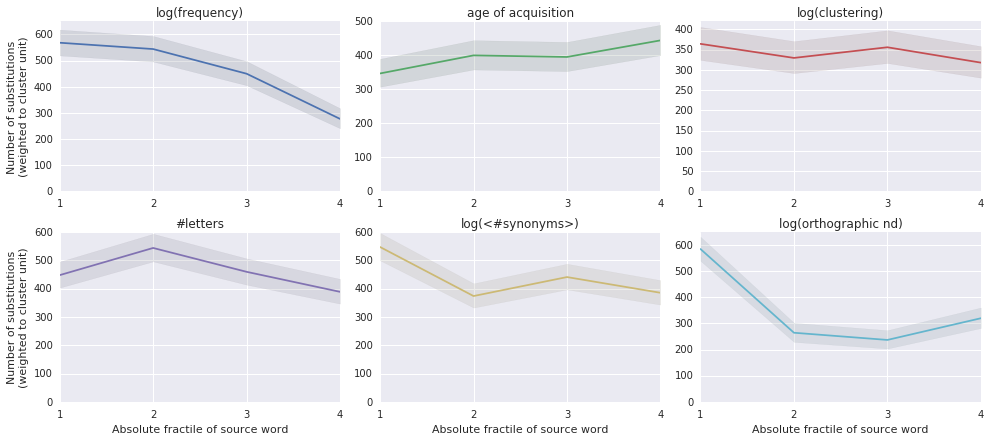 log(frequency)
age of acquisition
log(clustering)
Number of substitutions
(weighted to cluster unit)
600
500
400
300
200
100
0
1 2 3 4
500
400
300
200
100
0
1 2 3 4
400
350
300
250
200
150
100
50
0
1 2 3 4
#letters
log(<#synonyms>)
log(orthographic nd)
Number of substitutions
(weighted to cluster unit)
600
500
400
300
200
100
0
1 2 3 4
Absolute fractile of source word
600
500
400
300
200
100
0
1 2 3 4
Absolute fractile of source word
600
500
400
300
200
100
0
1 2 3 4
Absolute fractile of source word